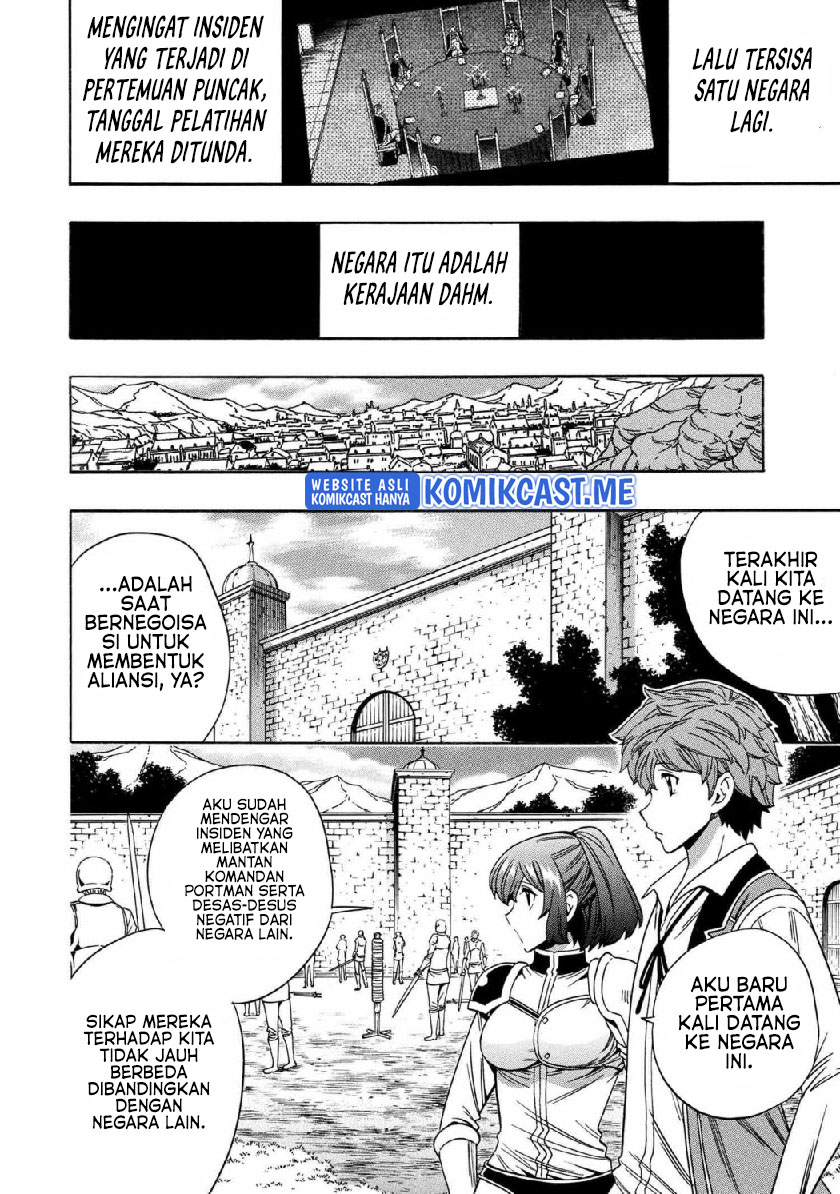 LALU TERSISA
SATU NEGARA
LAGI.
MENGINGAT INSIDEN
YANG TERJADI DI
PERTEMUAN PUNCAK,
TANGGAL PELATIHAN
MEREKA DITUNDA.
NEGARA ITU ADALAH
KERAJAAN DAHM.
WEBSITE ASLI
KOMIKCAST HANYA
KOMIKCAST.ME
TERAKHIR
KALI KITA
DATANG KE
NEGARA INI...
...ADALAH
SAAT
BERNEGOISA
SI UNTUK
MEMBENTUK
ALIANSI, YA?
AKU BARU
PERTAMA
KALI DATANG
KE NEGARA
INI.
AKU SUDAH
MENDENGAR
INSIDEN YANG
MELIBATKAN
MANTAN
KOMANDAN
PORTMAN SERTA
DESAS-DESUS
NEGATIF DARI
NEGARA LAIN.
SIKAP MEREKA
TERHADAP KITA
TIDAK JAUH
BERBEDA
DIBANDINGKAN
DENGAN
NEGARA LAIN.